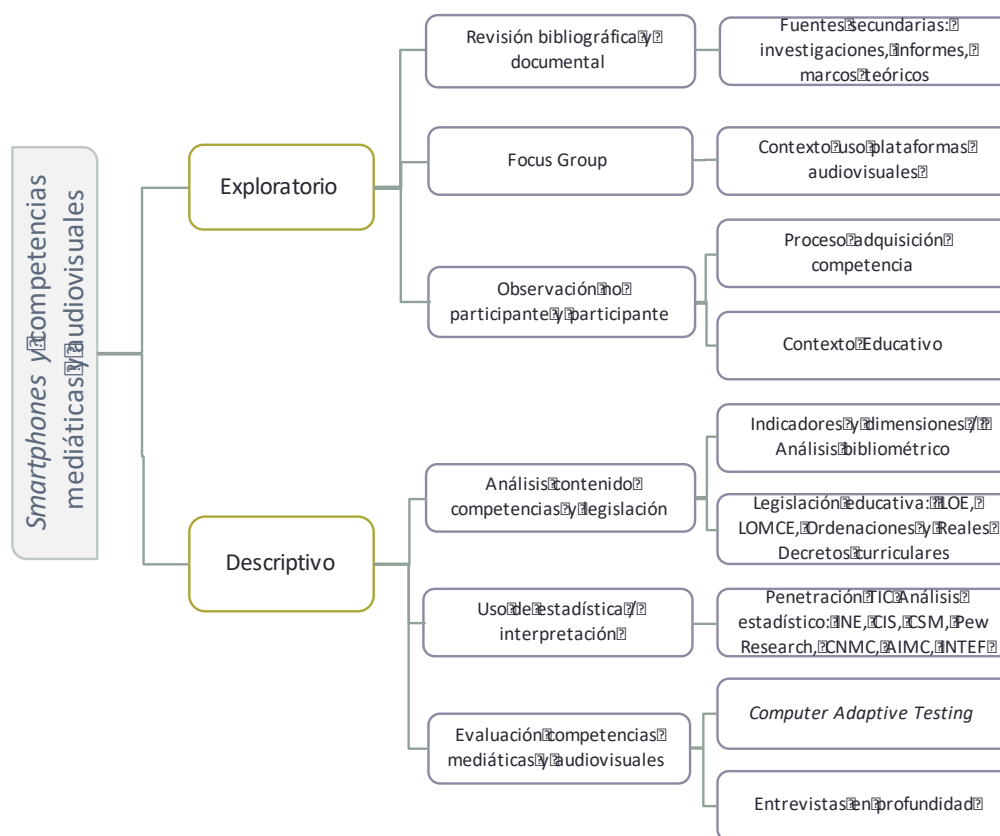 Smartphones y competencias
mediáticas y audiovisuales
Exploratorio
Revisión bibliográfica y
documental
Fuentes secundarias:
investigaciones, informes,
marcos teóricos
Focus Group
Contexto uso plataformas
audiovisuales
Observación no
participante y participante
Proceso adquisición
competencia
Contexto Educativo
Descriptivo
Análisis contenido
competencias y legislación
Indicadores y dimensiones /
Análisis bibliométrico
Legislación educativa: LOE,
LOMCE, Ordenaciones y Reales
Decretos curriculares
Uso de estadística /
interpretación
Penetración TIC Análisis
estadístico: INE, CIS, CSM, Pew
Research, CNMC, AIMC, INTEF
Evaluación competencias
mediáticas y audiovisuales
Computer Adaptive Testing
Entrevistas en profundidad